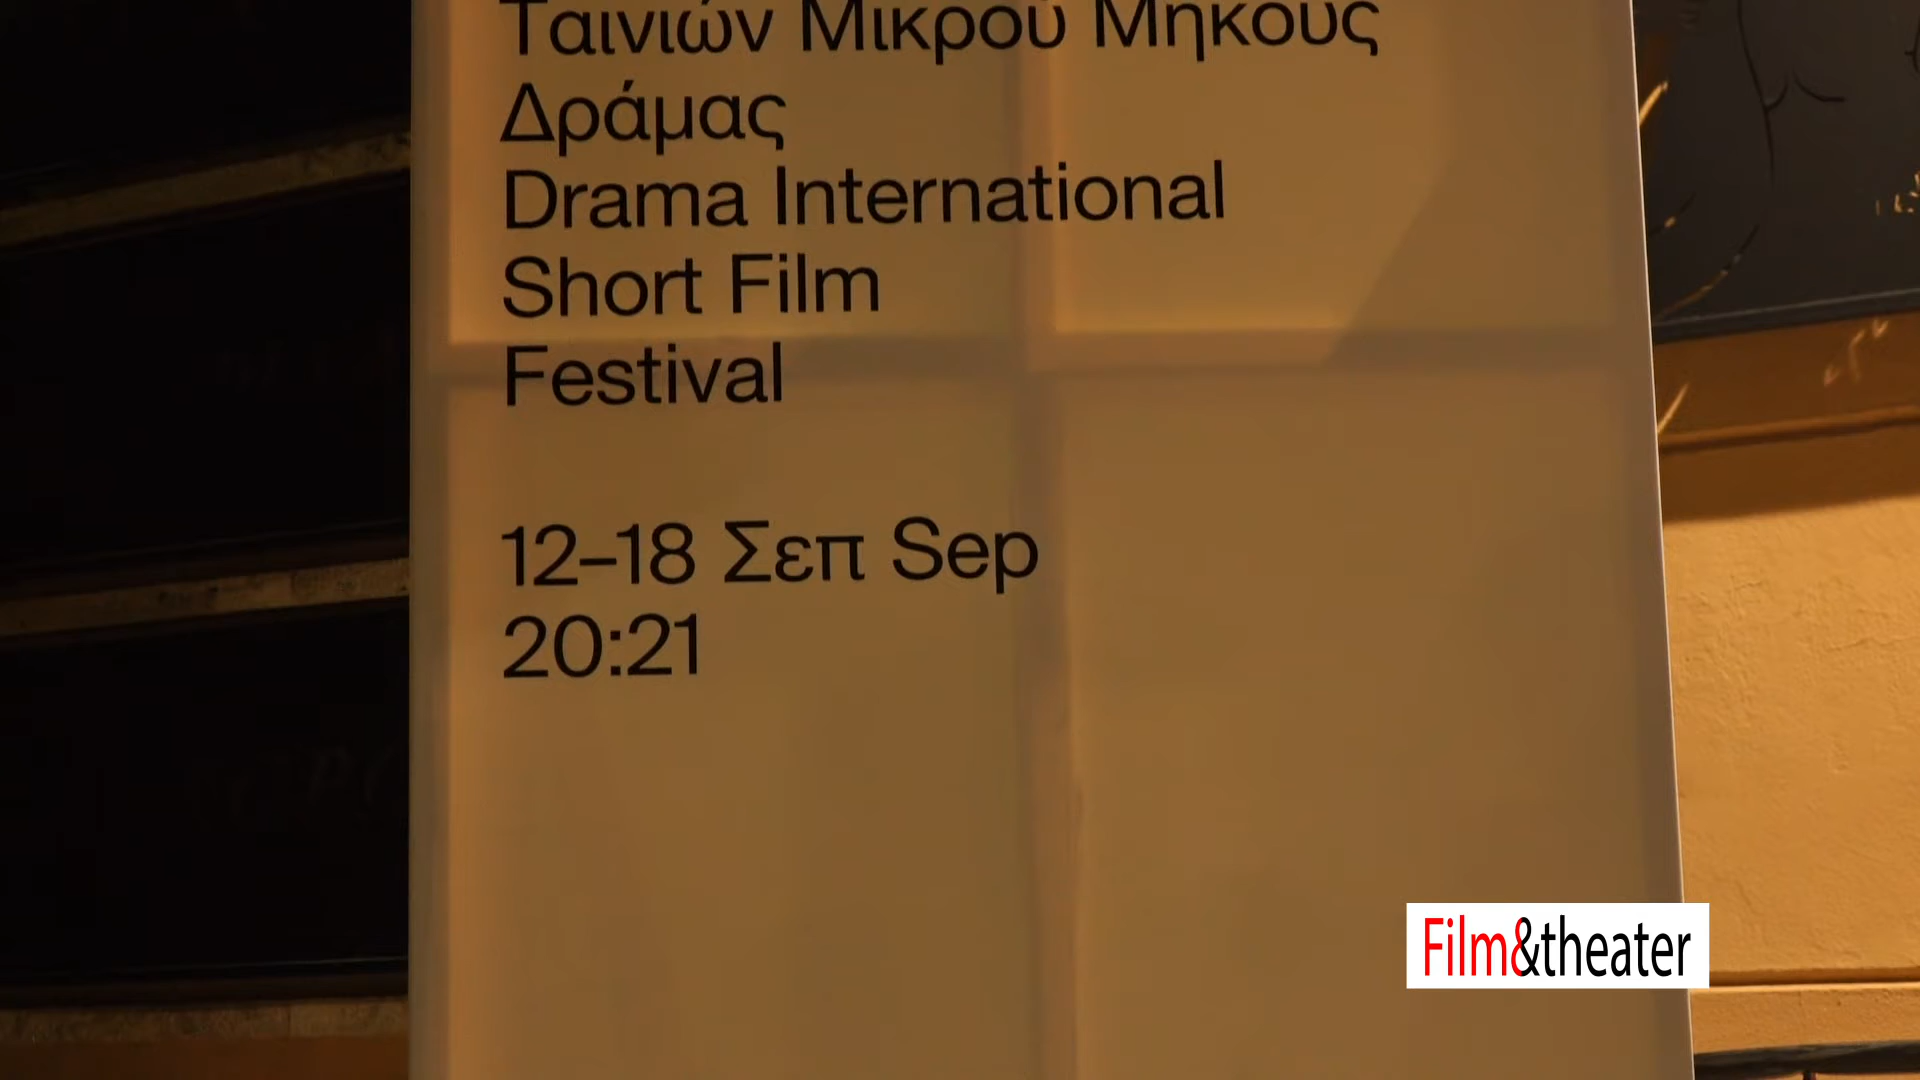 Ταινιών Μικρού Μήκους
Δράμας
Drama International
Short Film
Festival
12–18 Σεπ Sep
20:21
Film&theater